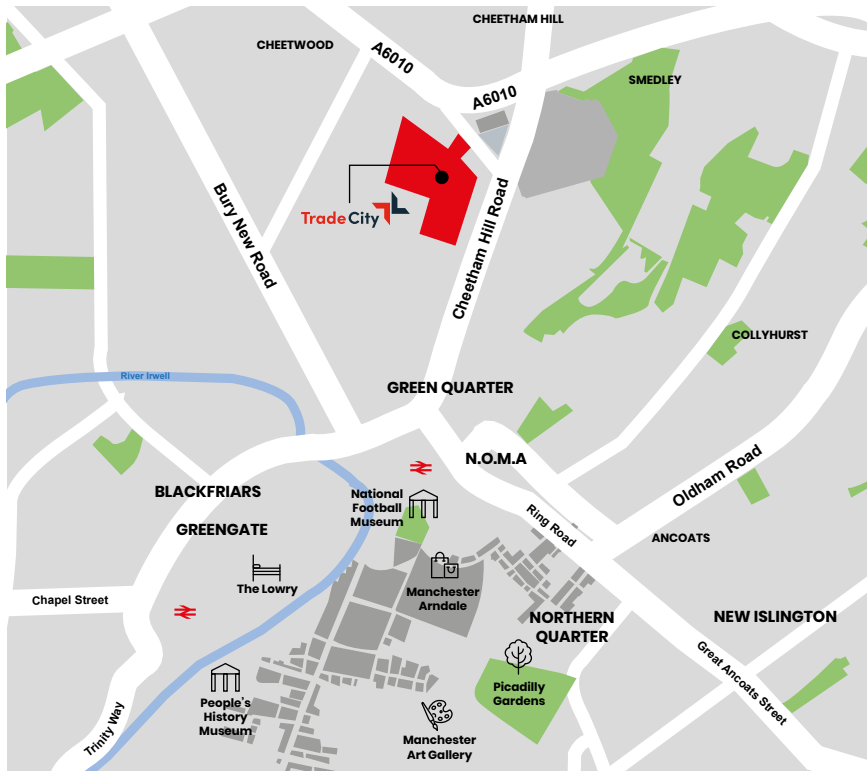 CHEETHAM HILL
CHEETWOOD
A6010
SMEDLEY
A6010
Bury New Road
TradeCity
Cheetham Hill Road
COLLYHURST
River Irwell
GREEN QUARTER
N.O.M.A
Oldham Road
BLACKFRIARS
National
Football
Museum
Ring Road
GREENGATE
ANCOATS
The Lowry
Manchester
Arndale
Chapel Street
NORTHERN
QUARTER
NEW ISLINGTON
Great Ancoats Street
Picadilly
Gardens
People's
History
Museum
Trinity Way
Manchester
Art Gallery